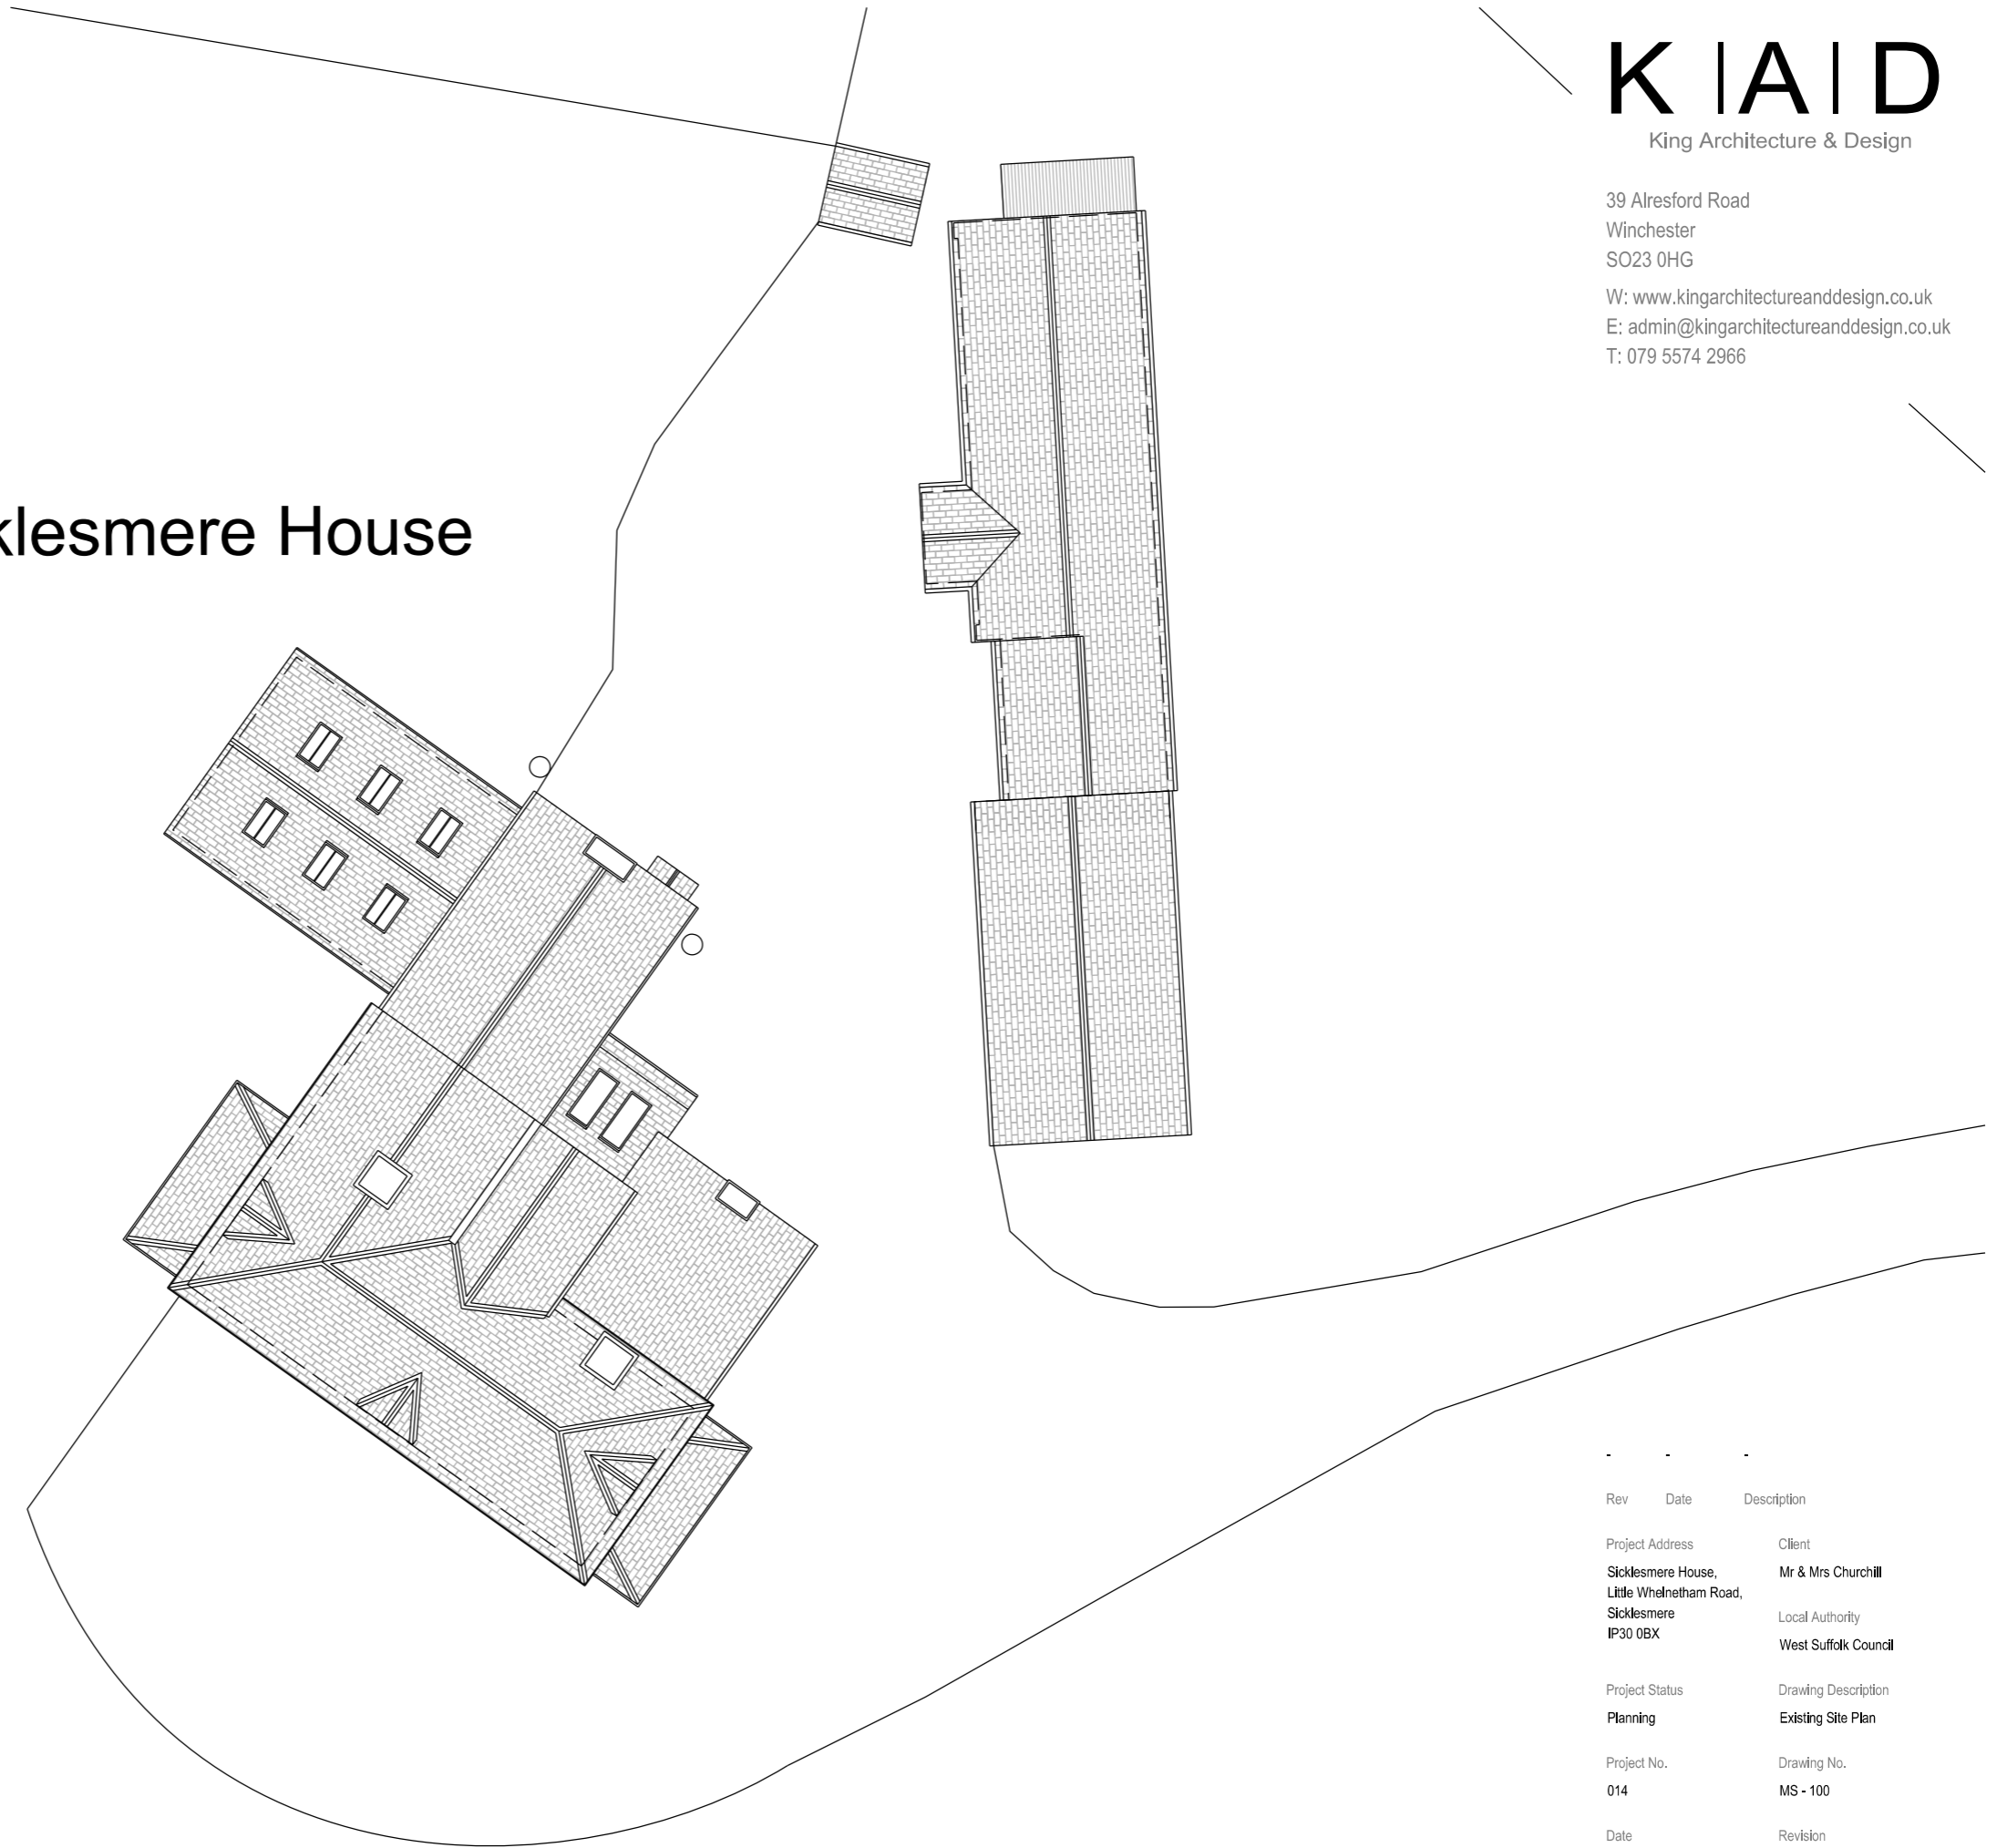 K |A| D
King Architecture & Design
39 Alresford Road
Winchester
SO23 0HG
W: www.kingarchitectureanddesign.co.uk
E: admin@kingarchitectureanddesign.co.uk
T: 079 5574 2966
klesmere House
- - -
Rev Date Description
Project Address
Sicklesmere House,
Little Whelnetham Road,
Sicklesmere
IP30 0BX
Client
Mr & Mrs Churchill
Local Authority
West Suffolk Council
Project Status
Planning
Drawing Description
Existing Site Plan
Project No.
014
Drawing No.
MS - 100
Date
Revision